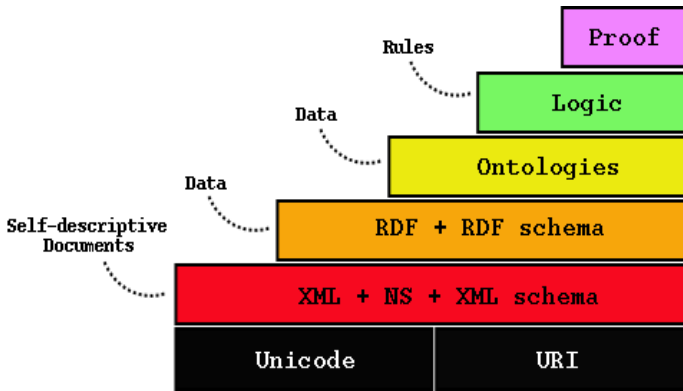 Proof
Rules
Logic
Data
Ontologies
Data
RDF + RDF schema
Self-descriptive
Documents
XML + NS + XML schema
Unicode
URI